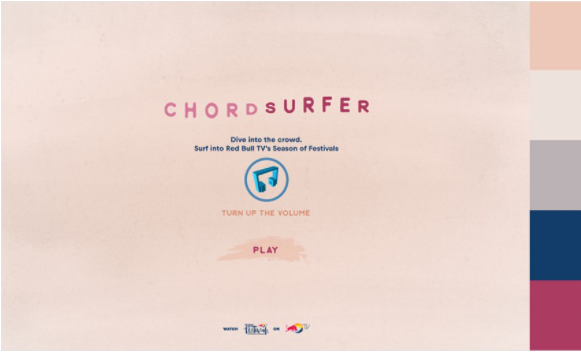 CHORDSURFER
Dive into the crowd.
Surf into Red Bull TV's Season of Festivals
TURN UP THE VOLUME
PLAY
WATCH ON